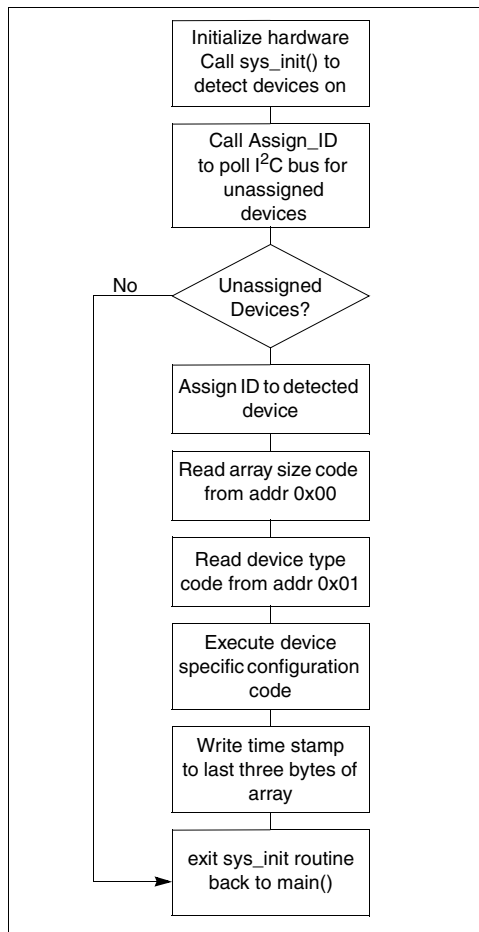 Initialize hardware
Call sys_init() to
detect devices on
Call Assign_ID
to poll I²C bus for
unassigned
devices
No
Unassigned
Devices?
Assign ID to detected
device
Read array size code
from addr 0x00
Read device type
code from addr 0x01
Execute device
specific configuration
code
Write time stamp
to last three bytes of
array
exit sys_init routine
back to main()